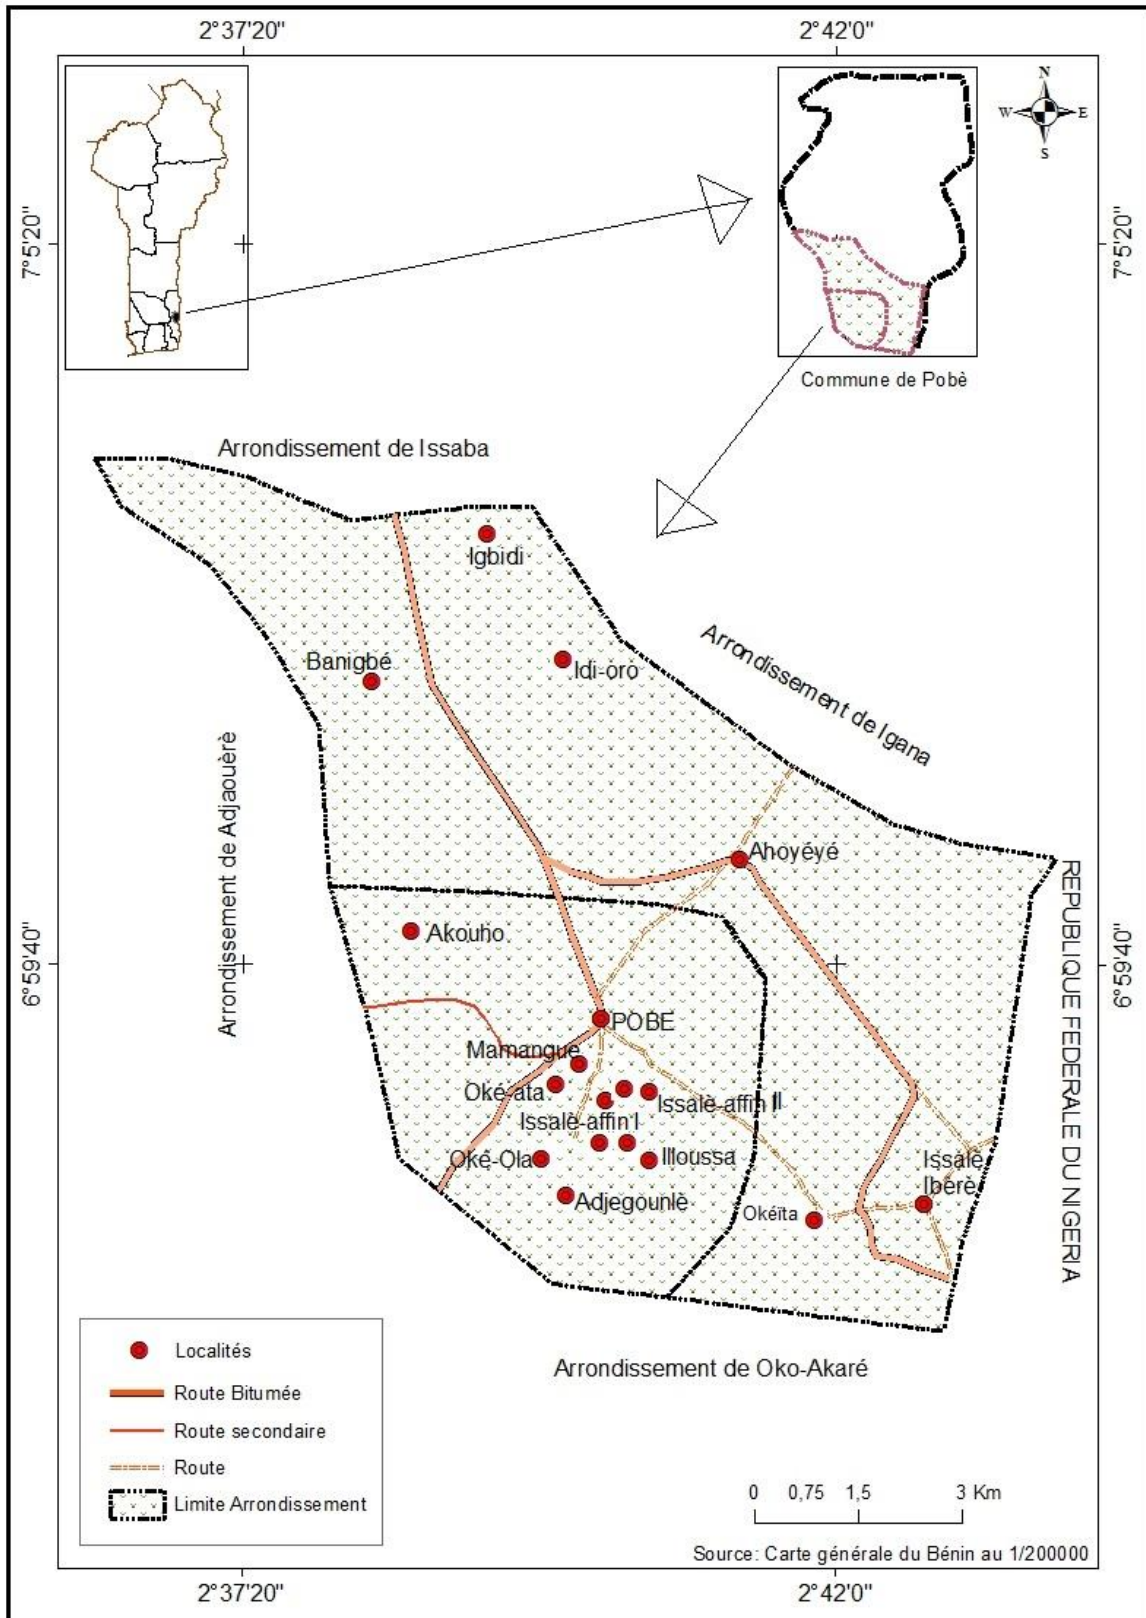 2°37'20"
2°42'0"
N
W
E
S
7°5'20"
7°5'20"
Commune de Pobè
Arrondissement de Issaba
Igbidi
Arrondissement de Igana
Banigbé
Idi-oro
Arrondissement de Adjaouèrè
Ahoyéyé
REPUBLIQUE FEDERALE DU NIGERIA
Akouho
6°59'40"
6°59'40"
POBE
Mamangue
Oké-ata
Issalè-affin II
Issalè-affin I
Oké-Ola
Illoussa
Issalè
Ibèrè
Adjegounlè
Okéïta
Arrondissement de Oko-Akaré
Localités
Route Bitumée
Route secondaire
Route
Limite Arrondissement
0 0,75 1,5 3 Km
Source: Carte générale du Bénin au 1/200000
2°37'20"
2°42'0"